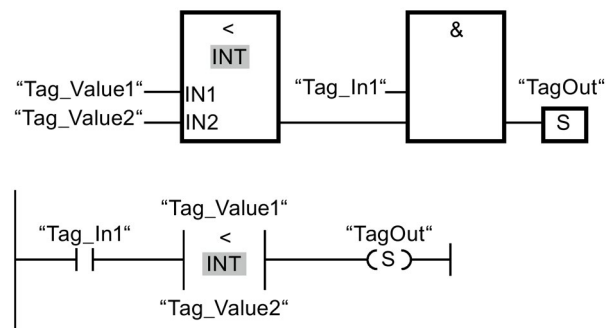 < &
INT
"Tag_Value1" IN1 "Tag_In1" "TagOut"
"Tag_Value2" IN2 S
"Tag_Value1"
"Tag_In1" < "TagOut"
INT (S)
"Tag_Value2"